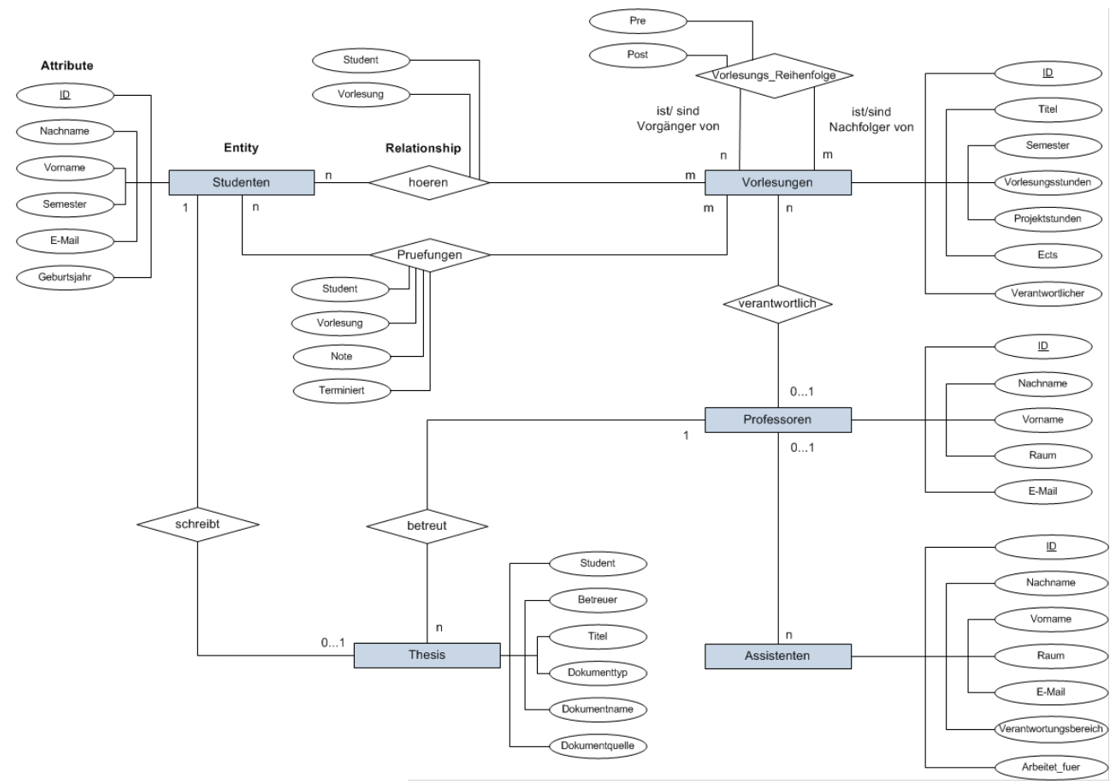 Attribute
ID
Nachname
Vorname
Semester
E-Mail
Geburtsjahr
Entity
Studenten
1
n
n
Student
Vorlesung
Relationship
hoeren
m
Pre
Post
Vorlesungs_Reihenfolge
ist/ sind
Vorgänger von
ist/sind
Nachfolger von
n
m
Vorlesungen
m
n
ID
Titel
Semester
Vorlesungsstunden
Projektstunden
Ects
Verantwortlicher
Pruefungen
Student
Vorlesung
Note
Terminiert
verantwortlich
0...1
Professoren
1
0...1
ID
Nachname
Vorname
Raum
E-Mail
schreibt
betreut
0...1
n
Thesis
Student
Betreuer
Titel
Dokumenttyp
Dokumentname
Dokumentquelle
n
Assistenten
ID
Nachname
Vorname
Raum
E-Mail
Verantwortungsbereich
Arbeitet_fuer